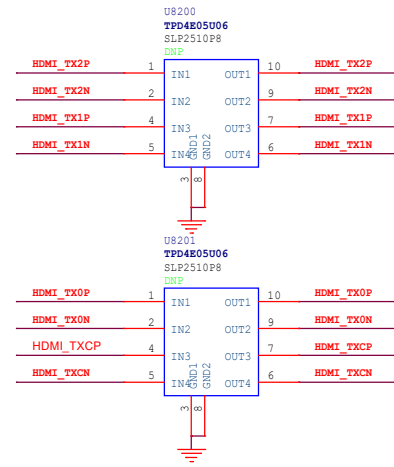 U8200
TPD4E05U06
SLP2510P8
DNP
HDMI_TX2P 1 IN1 OUT1 10 HDMI_TX2P
HDMI_TX2N 2 IN2 OUT2 9 HDMI_TX2N
HDMI_TX1P 4 IN3 OUT3 7 HDMI_TX1P
HDMI_TX1N 5 IN4 GND1 GND2 OUT4 6 HDMI_TX1N
3 8
U8201
TPD4E05U06
SLP2510P8
DNP
HDMI_TX0P 1 IN1 OUT1 10 HDMI_TX0P
HDMI_TX0N 2 IN2 OUT2 9 HDMI_TX0N
HDMI_TXCP 4 IN3 OUT3 7 HDMI_TXCP
HDMI_TXCN 5 IN4 GND1 GND2 OUT4 6 HDMI_TXCN
3 8